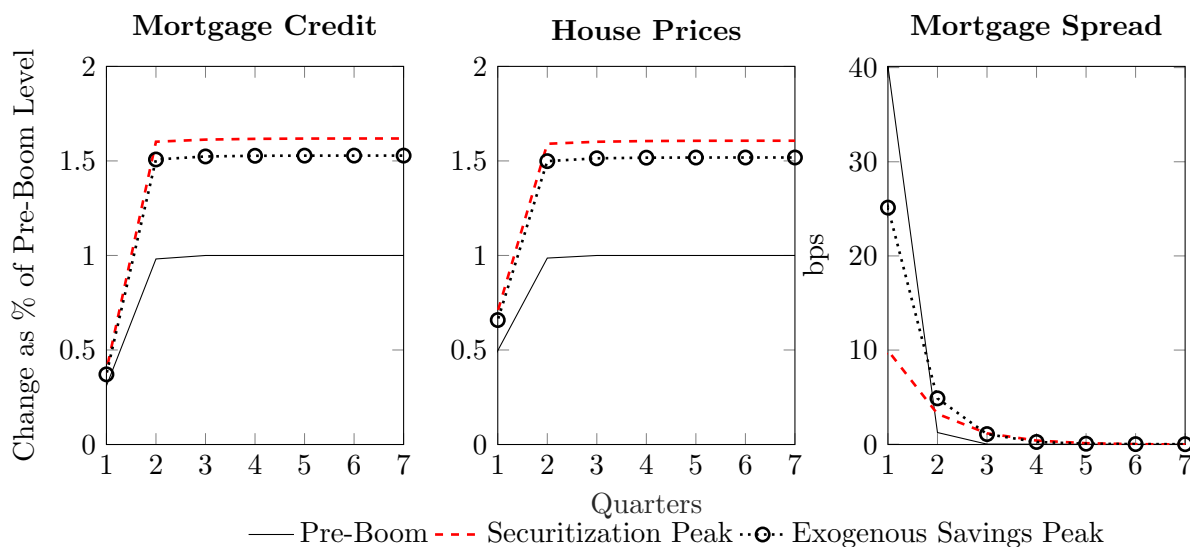 Mortgage Credit
House Prices
Mortgage Spread
Change as % of Pre-Boom Level
2
1.5
1
0.5
0
1 2 3 4 5 6 7
2
1.5
1
0.5
0
1 2 3 4 5 6 7
bps
40
30
20
10
0
1 2 3 4 5 6 7
Quarters
Pre-Boom Securitization Peak Exogenous Savings Peak